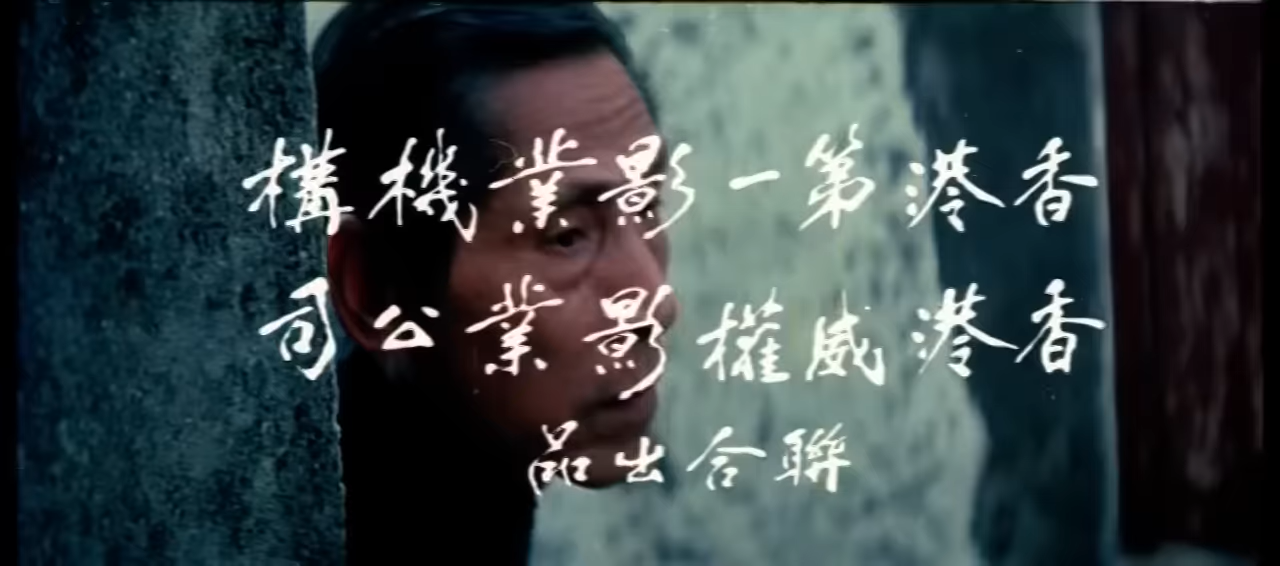 香港第一影業機構
香港威權影業公司
聯合出品